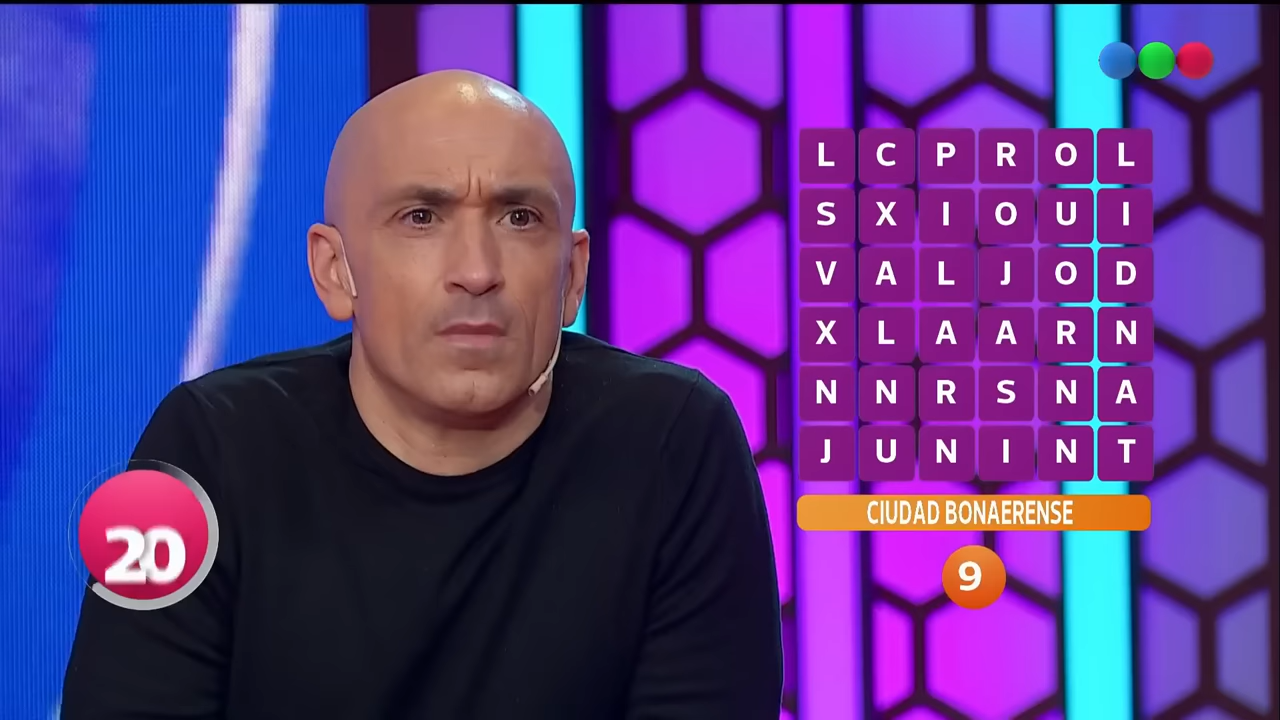 L C P R O L
S X I O U I
V A L J O D
X L A A R N
N N R S N A
J U N I N T
CIUDAD BONAERENSE
20
9